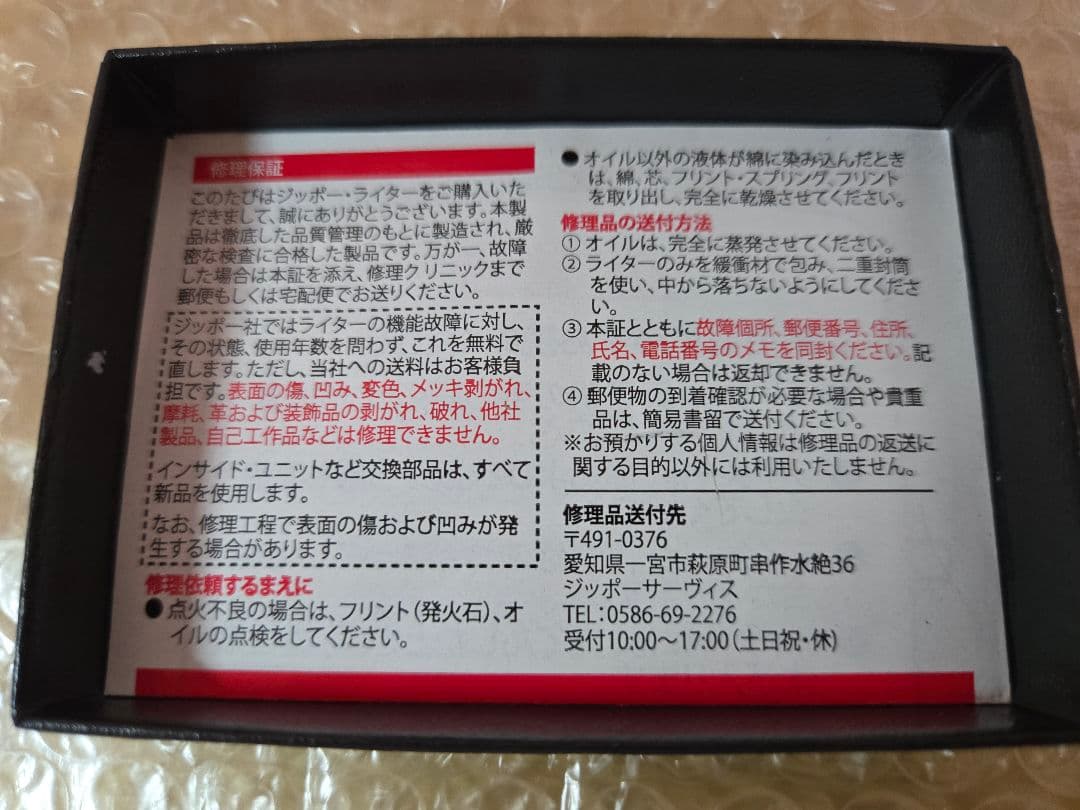 修理保証
このたびはジッポー・ライターをご購入いた
だきまして、誠にありがとうございます。本製
品は徹底した品質管理のもとに製造され、厳
密な検査に合格した製品です。万が一、故障
した場合は本証を添え、修理クリニックまで
郵便もしくは宅配便でお送りください。
ジッポー社ではライターの機能故障に対し、
その状態、使用年数を問わず、これを無料で
直します。ただし、当社への送料はお客様負
担です。表面の傷、凹み、変色、メッキ剥がれ、
摩耗、革および装飾品の剥がれ、破れ、他社
製品、自己工作品などは修理できません。
インサイド・ユニットなど交換部品は、すべて
新品を使用します。
なお、修理工程で表面の傷および凹みが発
生する場合があります。
修理依頼するまえに
●点火不良の場合は、フリント(発火石)、オ
イルの点検をしてください。
●オイル以外の液体が綿に染み込んだとき
は、綿、芯、フリント・スプリング、フリント
を取り出し、完全に乾燥させてください。
修理品の送付方法
① オイルは、完全に蒸発させてください。
② ライターのみを緩衝材で包み、二重封筒
を使い、中から落ちないようにしてくださ
い。
③ 本証とともに故障個所、郵便番号、住所、
氏名、電話番号のメモを同封ください。記
載のない場合は返却できません。
④ 郵便物の到着確認が必要な場合や貴重
品は、簡易書留で送付ください。
※お預かりする個人情報は修理品の返送に
関する目的以外には利用いたしません。
修理品送付先
〒491-0376
愛知県一宮市萩原町串作水絶36
ジッポーサーヴィス
TEL:0586-69-2276
受付10:00〜17:00(土日祝・休)